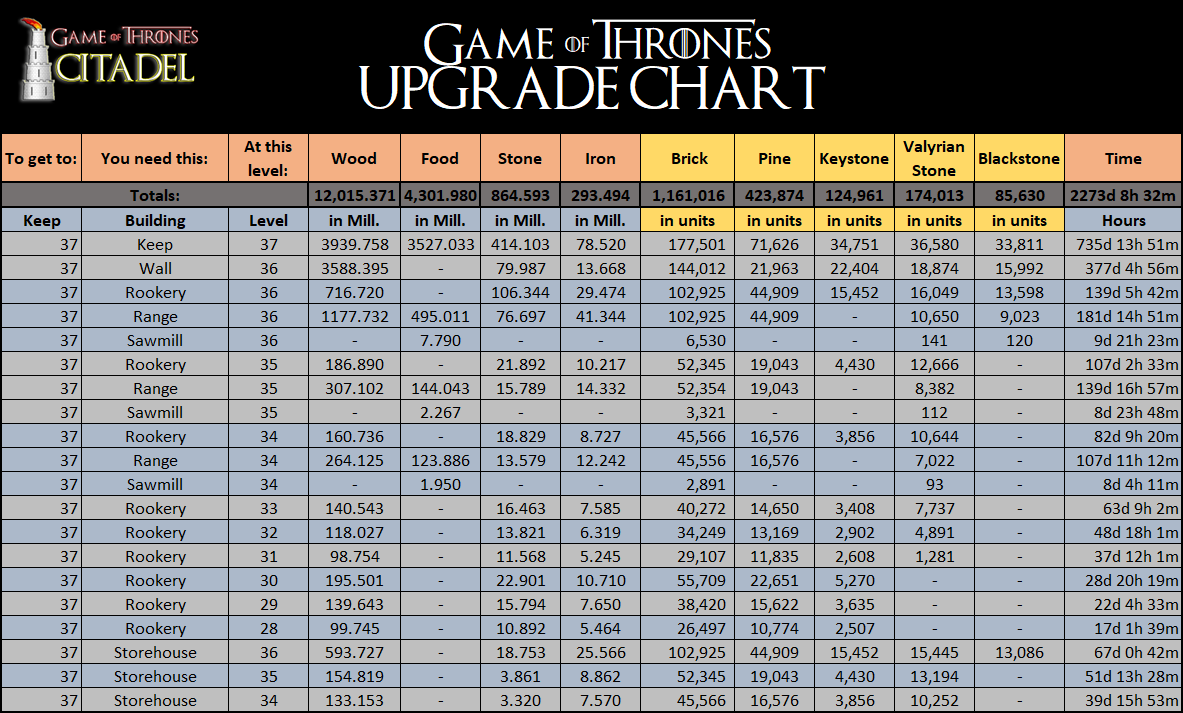 GAME OF THRONES
CITADEL
GAME OF THRONES
UPGRADE CHART
To get to: You need this: At this level: Wood Food Stone Iron Brick Pine Keystone Valyrian Stone Blackstone Time
Totals: 12,015.371 4,301.980 864.593 293.494 1,161,016 423,874 124,961 174,013 85,630 2273d 8h 32m
Keep Building Level in Mill. in Mill. in Mill. in Mill. in units in units in units in units in units Hours
37 Keep 37 3939.758 3527.033 414.103 78.520 177,501 71,626 34,751 36,580 33,811 735d 13h 51m
37 Wall 36 3588.395 - 79.987 13.668 144,012 21,963 22,404 18,874 15,992 377d 4h 56m
37 Rookery 36 716.720 - 106.344 29.474 102,925 44,909 15,452 16,049 13,598 139d 5h 42m
37 Range 36 1177.732 495.011 76.697 41.344 102,925 44,909 - 10,650 9,023 181d 14h 51m
37 Sawmill 36 - 7.790 - - 6,530 - - 141 120 9d 21h 23m
37 Rookery 35 186.890 - 21.892 10.217 52,345 19,043 4,430 12,666 - 107d 2h 33m
37 Range 35 307.102 144.043 15.789 14.332 52,354 19,043 - 8,382 - 139d 16h 57m
37 Sawmill 35 - 2.267 - - 3,321 - - 112 - 8d 23h 48m
37 Rookery 34 160.736 - 18.829 8.727 45,566 16,576 3,856 10,644 - 82d 9h 20m
37 Range 34 264.125 123.886 13.579 12.242 45,556 16,576 - 7,022 - 107d 11h 12m
37 Sawmill 34 - 1.950 - - 2,891 - - 93 - 8d 4h 11m
37 Rookery 33 140.543 - 16.463 7.585 40,272 14,650 3,408 7,737 - 63d 9h 2m
37 Rookery 32 118.027 - 13.821 6.319 34,249 13,169 2,902 4,891 - 48d 18h 1m
37 Rookery 31 98.754 - 11.568 5.245 29,107 11,835 2,608 1,281 - 37d 12h 1m
37 Rookery 30 195.501 - 22.901 10.710 55,709 22,651 5,270 - - 28d 20h 19m
37 Rookery 29 139.643 - 15.794 7.650 38,420 15,622 3,635 - - 22d 4h 33m
37 Rookery 28 99.745 - 10.892 5.464 26,497 10,774 2,507 - - 17d 1h 39m
37 Storehouse 36 593.727 - 18.753 25.566 102,925 44,909 15,452 15,445 13,086 67d 0h 42m
37 Storehouse 35 154.819 - 3.861 8.862 52,345 19,043 4,430 13,194 - 51d 13h 28m
37 Storehouse 34 133.153 - 3.320 7.570 45,566 16,576 3,856 10,252 - 39d 15h 53m